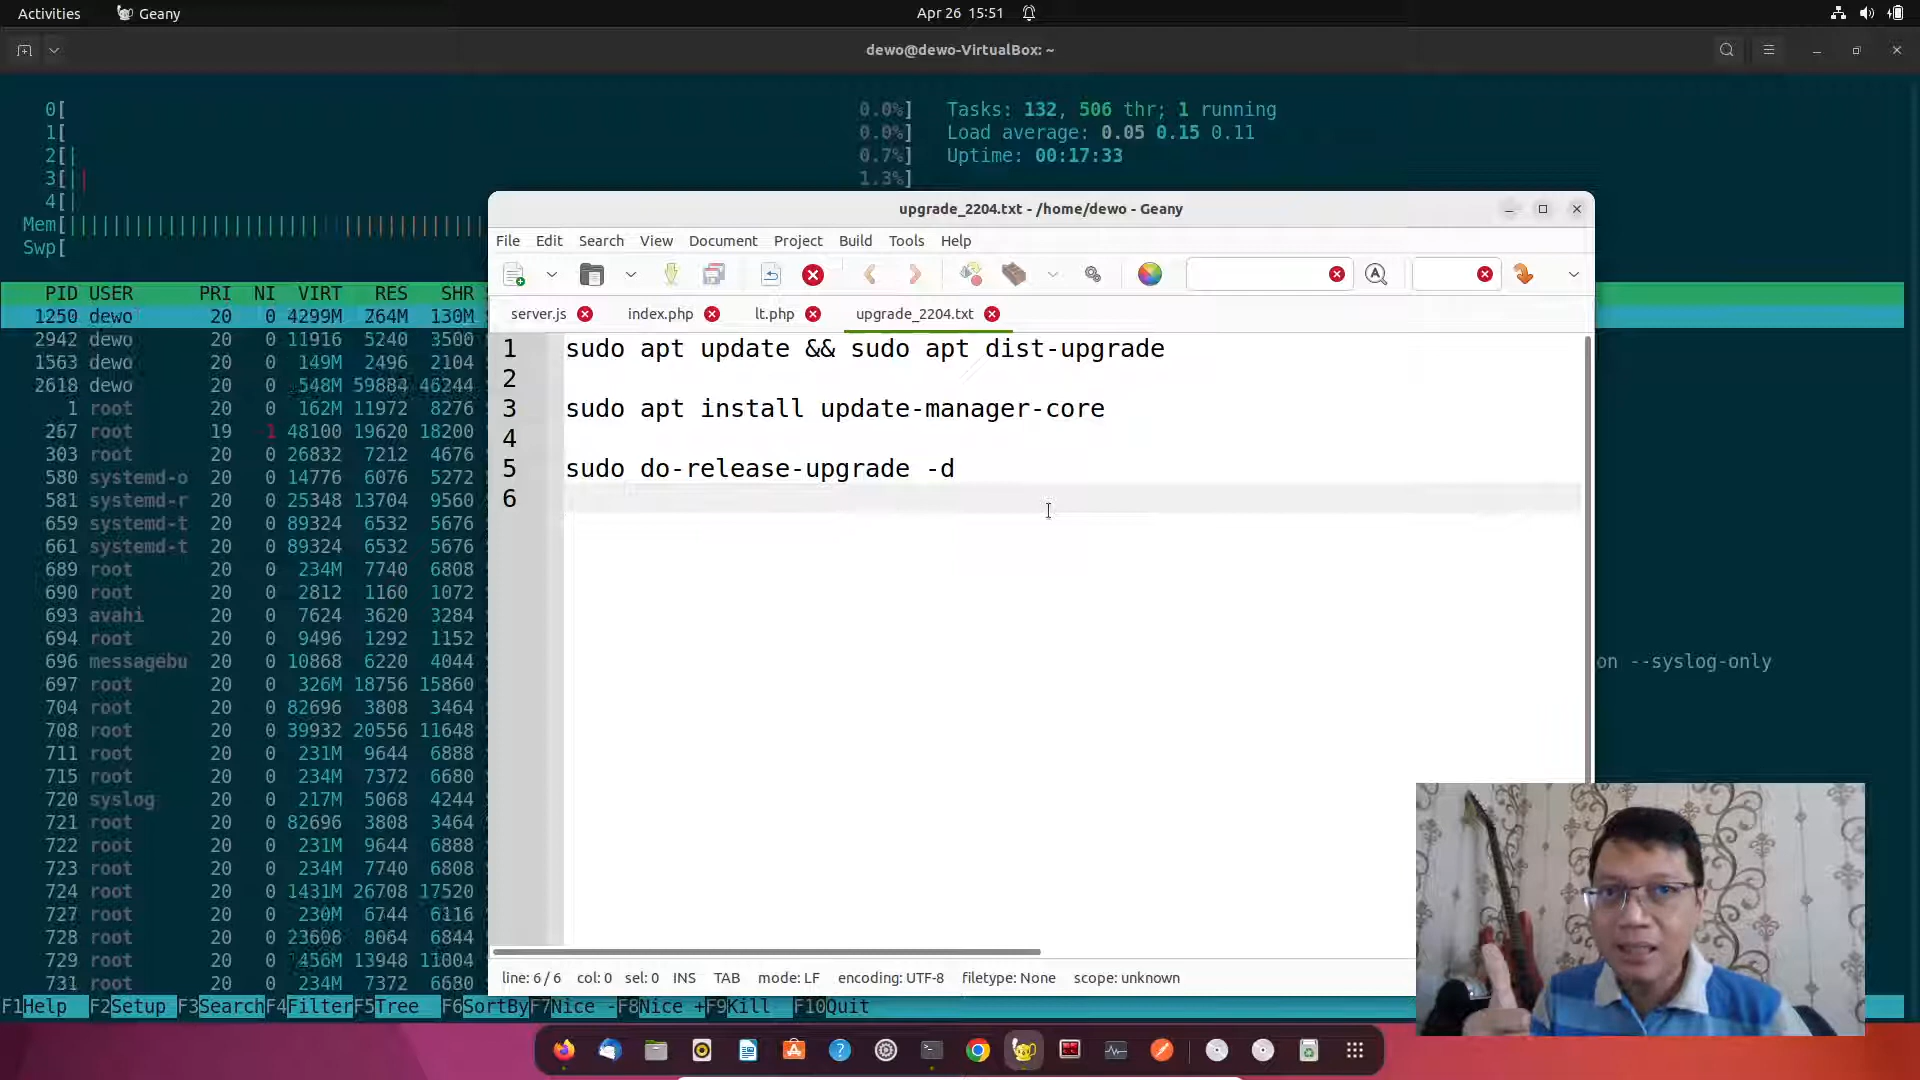 Activities Geany Apr 26 15:51
dewo@dewo-VirtualBox: ~
0[ 0.0%] Tasks: 132, 506 thr; 1 running
1[ 0.0%] Load average: 0.05 0.15 0.11
2[ 0.7%] Uptime: 00:17:33
3[ 1.3%]
4[
Mem[
Swp[
PID USER PRI NI VIRT RES SHR
1250 dewo 20 0 4299M 264M 130M
2942 dewo 20 0 11916 5240 3500
1563 dewo 20 0 149M 2496 2104
2618 dewo 20 0 548M 59884 46244
1 root 20 0 162M 11972 8276
267 root 19 -1 48100 19620 18200
303 root 20 0 26832 7212 4676
580 systemd-o 20 0 14776 6076 5272
581 systemd-r 20 0 25348 13704 9560
659 systemd-t 20 0 89324 6532 5676
661 systemd-t 20 0 89324 6532 5676
689 root 20 0 234M 7740 6808
690 root 20 0 2812 1160 1072
693 avahi 20 0 7624 3620 3284
694 root 20 0 9496 1292 1152
696 messagebu 20 0 10868 6220 4044
on --syslog-only
697 root 20 0 326M 18756 15860
704 root 20 0 82696 3808 3464
708 root 20 0 39932 20556 11648
711 root 20 0 231M 9644 6888
715 root 20 0 234M 7372 6680
720 syslog 20 0 217M 5068 4244
721 root 20 0 82696 3808 3464
722 root 20 0 231M 9644 6888
723 root 20 0 234M 7740 6808
724 root 20 0 1431M 26708 17520
727 root 20 0 230M 6744 6116
728 root 20 0 23608 8064 6844
729 root 20 0 1456M 13948 11004
731 root 20 0 234M 7372 6680
F1Help F2Setup F3Search F4Filter F5Tree F6SortBy F7Nice - F8Nice + F9Kill F10Quit
upgrade_2204.txt - /home/dewo - Geany
File Edit Search View Document Project Build Tools Help
server.js index.php lt.php upgrade_2204.txt
1 sudo apt update && sudo apt dist-upgrade
2
3 sudo apt install update-manager-core
4
5 sudo do-release-upgrade -d
6
line: 6 / 6 col: 0 sel: 0 INS TAB mode: LF encoding: UTF-8 filetype: None scope: unknown